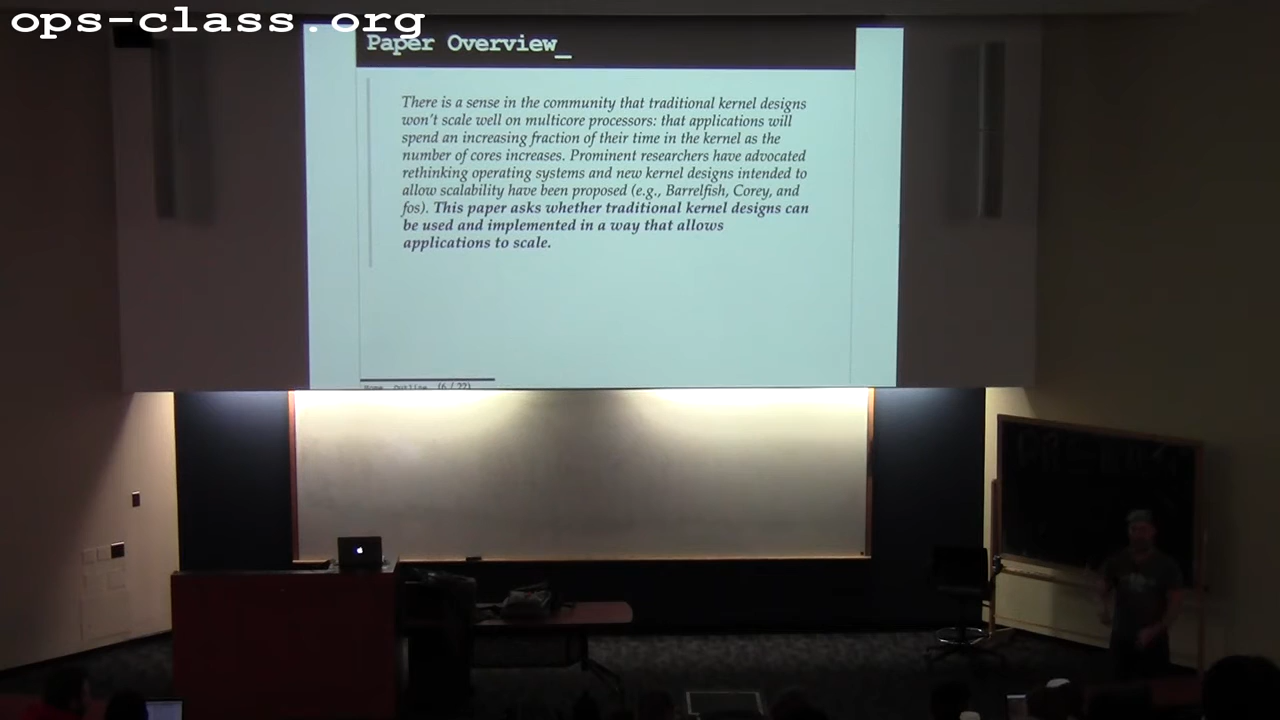 ops-class.org
Paper Overview_
There is a sense in the community that traditional kernel designs
won't scale well on multicore processors: that applications will
spend an increasing fraction of their time in the kernel as the
number of cores increases. Prominent researchers have advocated
rethinking operating systems and new kernel designs intended to
allow scalability have been proposed (e.g., Barrelfish, Corey, and
fos). This paper asks whether traditional kernel designs can
be used and implemented in a way that allows
applications to scale.
Home Outline (6 / 22)